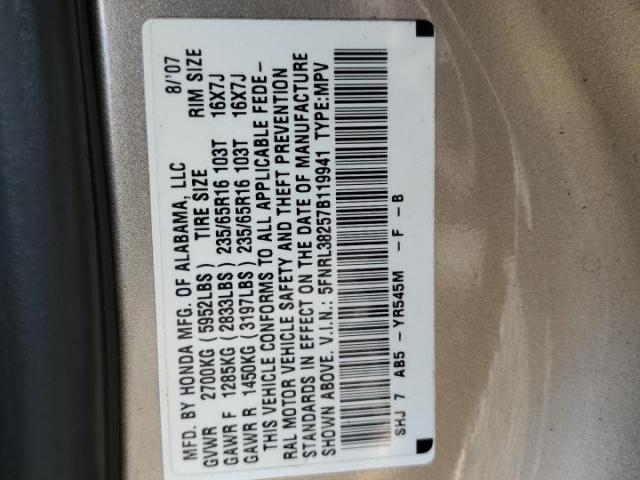 MFD. BY HONDA MFG. OF ALABAMA, LLC 8/'07
GVWR 2700KG (5952LBS) TIRE SIZE RIM SIZE
GAWR F 1285KG (2833LBS) 235/65R16 103T 16X7J
GAWR R 1450KG (3197LBS) 235/65R16 103T 16X7J
THIS VEHICLE CONFORMS TO ALL APPLICABLE FEDE-
RAL MOTOR VEHICLE SAFETY AND THEFT PREVENTION
STANDARDS IN EFFECT ON THE DATE OF MANUFACTURE
SHOWN ABOVE. V.I.N.: 5FNRL38257B119941 TYPE:MPV
SHJ 7 AB5 -YR545M - F - B